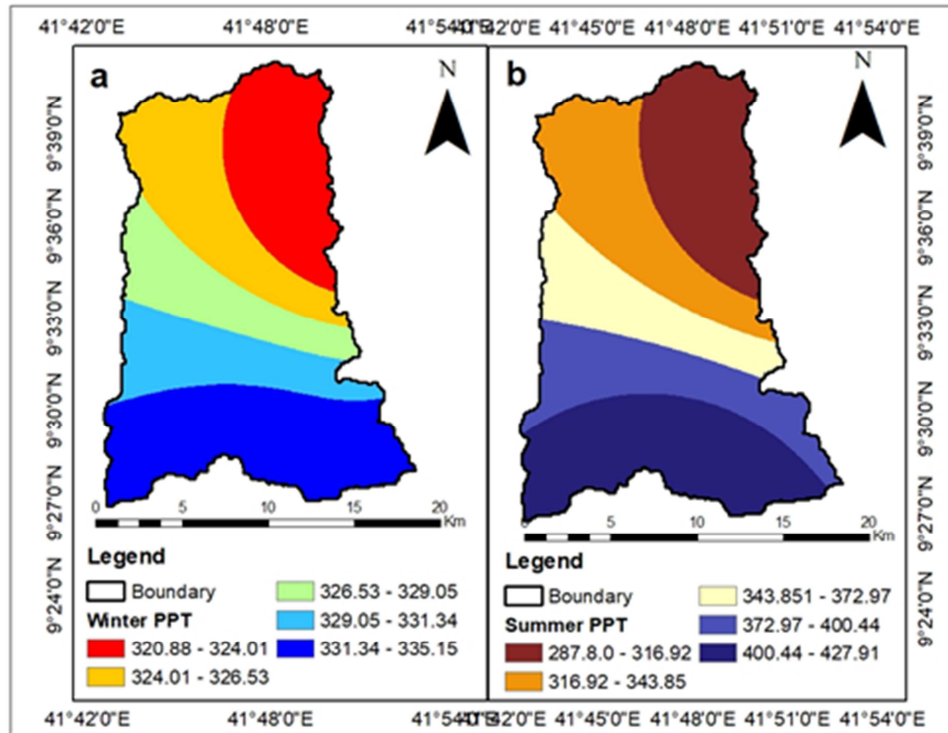 41°42'0"E 41°48'0"E 41°54'0"E
41°42'0"E 41°45'0"E 41°48'0"E 41°51'0"E 41°54'0"E
a
N
b
N
9°39'0"N
9°36'0"N
9°33'0"N
9°30'0"N
9°27'0"N
9°24'0"N
9°39'0"N
9°36'0"N
9°33'0"N
9°30'0"N
9°27'0"N
9°24'0"N
0 5 10 15 20
Km
Legend
Boundary
Winter PPT
320.88 - 324.01
324.01 - 326.53
326.53 - 329.05
329.05 - 331.34
331.34 - 335.15
0 5 10 15 20
Km
Legend
Boundary
Summer PPT
287.8.0 - 316.92
316.92 - 343.85
343.851 - 372.97
372.97 - 400.44
400.44 - 427.91
41°42'0"E 41°48'0"E 41°54'0"E
41°42'0"E 41°45'0"E 41°48'0"E 41°51'0"E 41°54'0"E